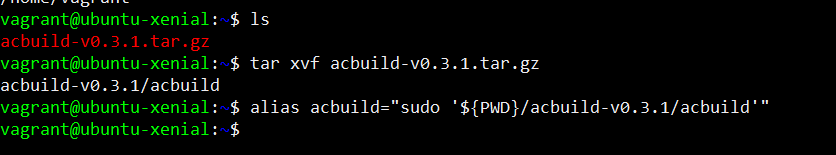 /home/vagrant
vagrant@ubuntu-xenial:~$ ls
acbuild-v0.3.1.tar.gz
vagrant@ubuntu-xenial:~$ tar xvf acbuild-v0.3.1.tar.gz
acbuild-v0.3.1/acbuild
vagrant@ubuntu-xenial:~$ alias acbuild="sudo '${PWD}/acbuild-v0.3.1/acbuild'"
vagrant@ubuntu-xenial:~$